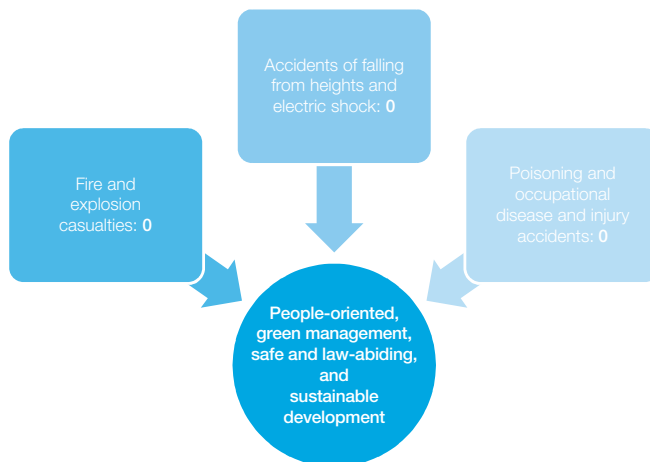 Accidents of falling
from heights and
electric shock: 0
Fire and
explosion
casualties: 0
Poisoning and
occupational
disease and injury
accidents: 0
People-oriented,
green management,
safe and law-abiding,
and
sustainable
development